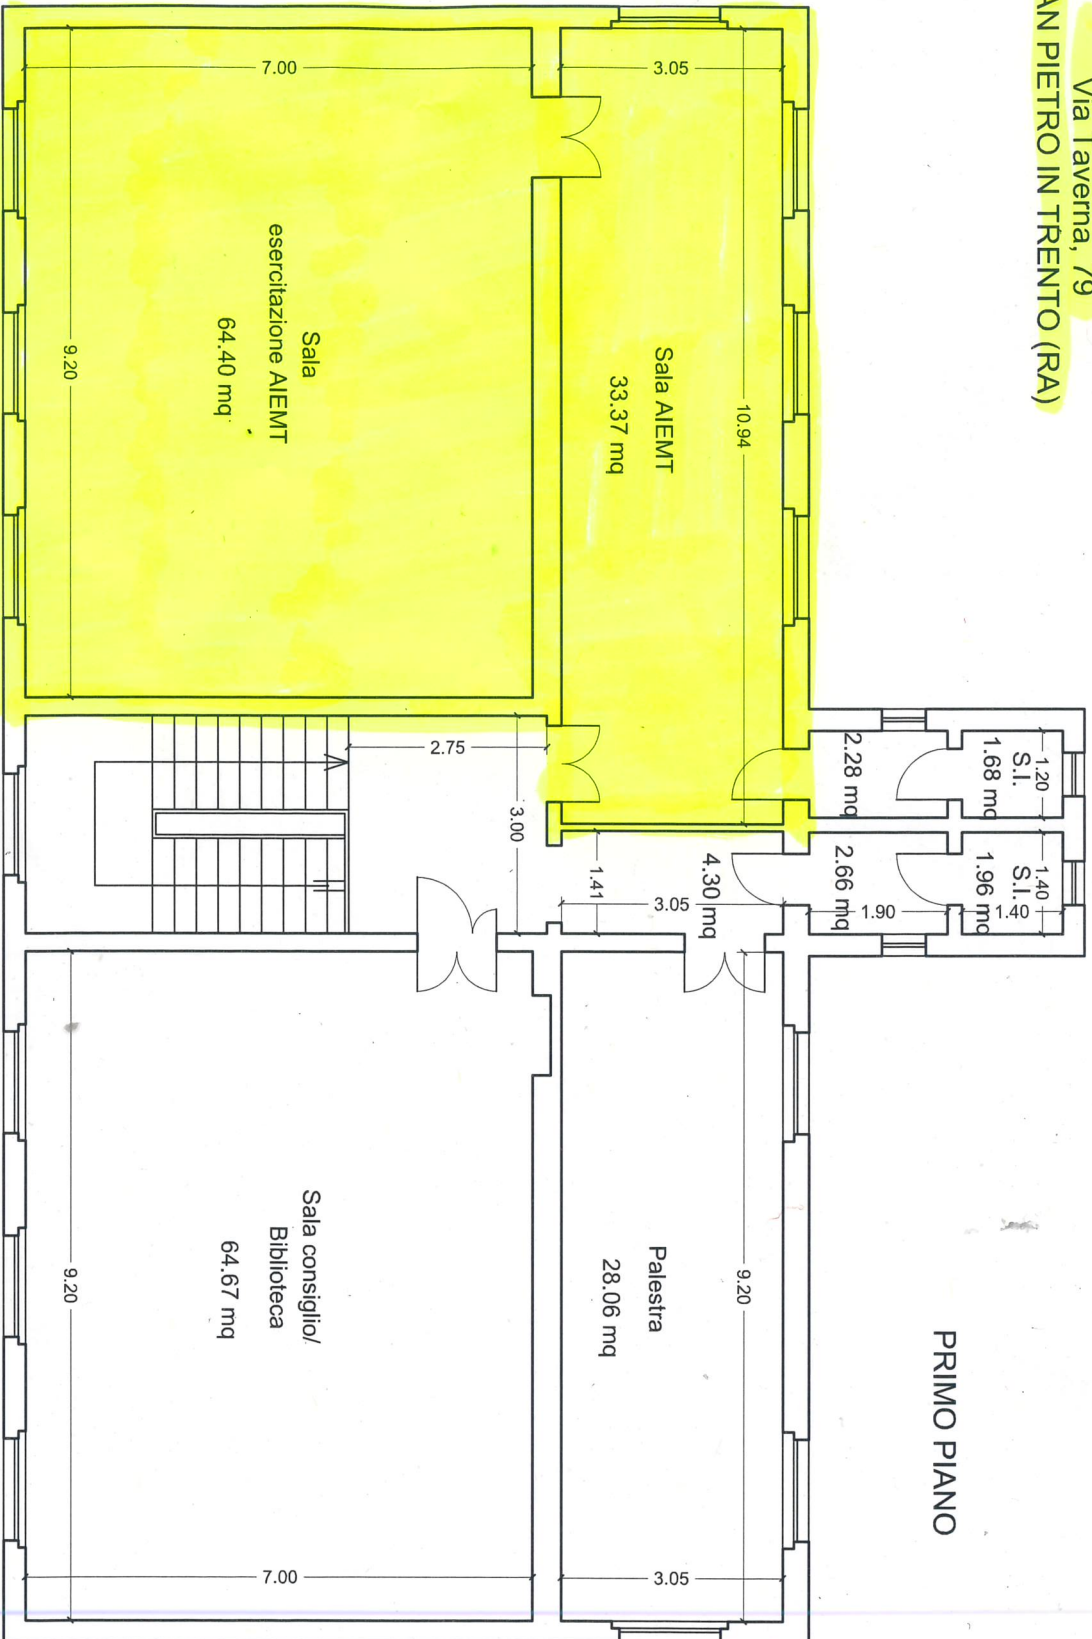 Via Taverna, 79
AN PIETRO IN TRENTO (RA)
PRIMO PIANO
1.20
S.I.
1.68 mq
2.28 mq
1.40
S.I.
1.96 mq
1.40
2.66 mq
1.90
3.05
10.94
Sala AIEMT
33.37 mq
4.30 mq
3.05
1.41
9.20
Palestra
28.06 mq
3.05
7.00
Sala
esercitazione AIEMT
64.40 mq
9.20
3.00
2.75
Sala consiglio/
Biblioteca
64.67 mq
9.20
7.00